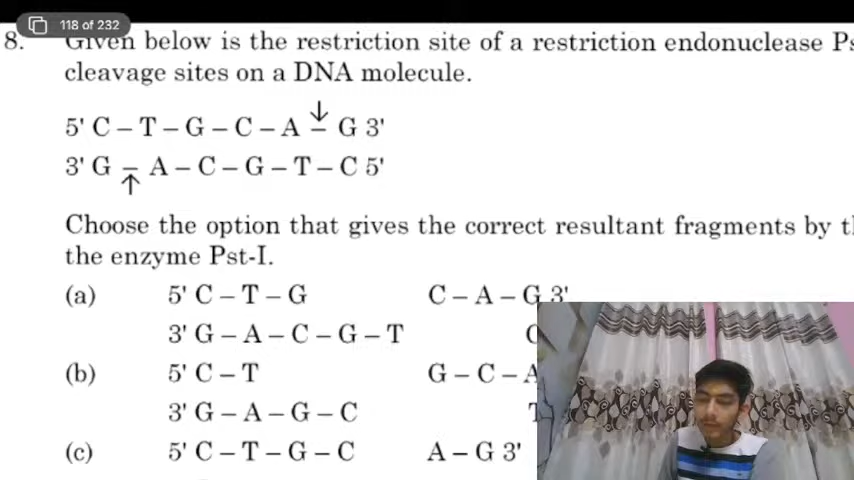 118 of 232
8. Given below is the restriction site of a restriction endonuclease
cleavage sites on a DNA molecule.
5' C – T – G – C – A – G 3'
3' G – A – C – G – T – C 5'
Choose the option that gives the correct resultant fragments by
the enzyme Pst-I.
(a) 5' C – T – G C – A – G 3'
3' G – A – C – G – T
(b) 5' C – T G – C – A
3' G – A – G – C
(c) 5' C – T – G – C A – G 3'